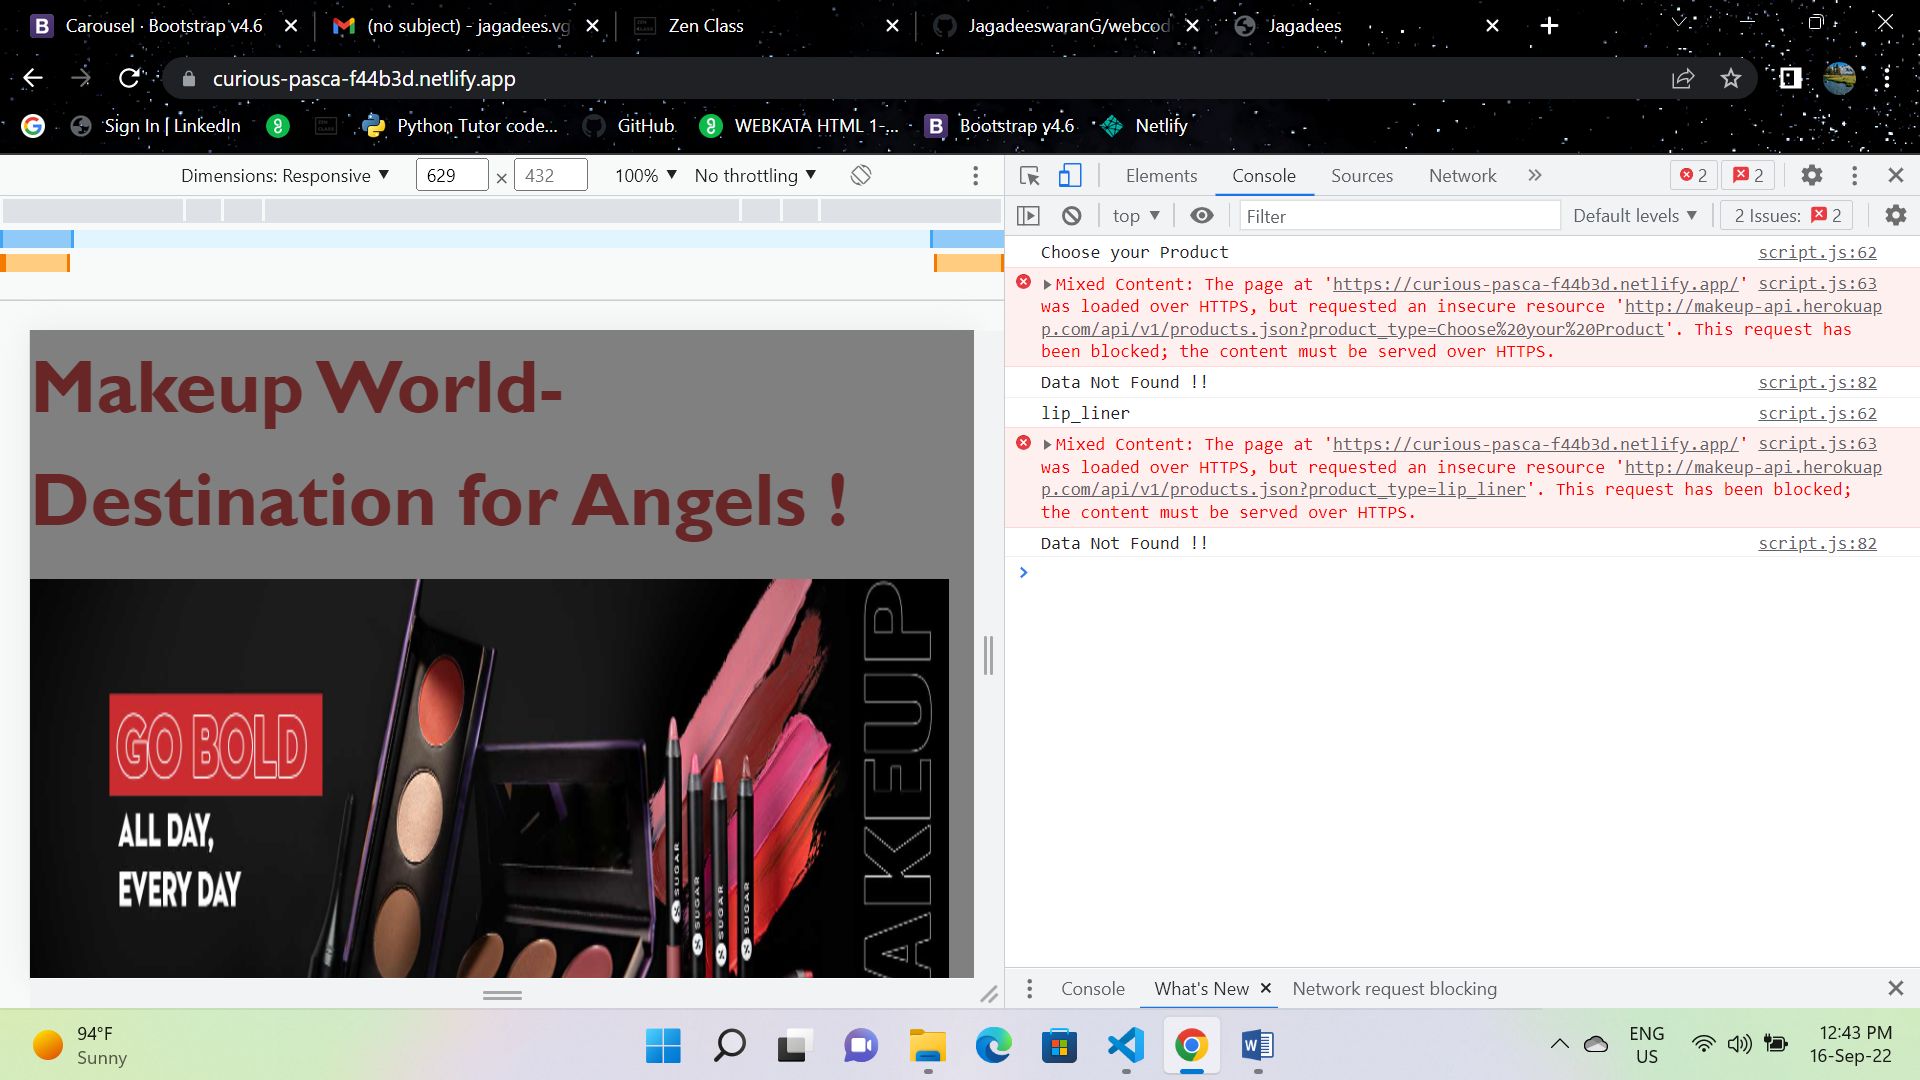 Carousel · Bootstrap v4.6
(no subject) - jagadees.vg
Zen Class
JagadeeswaranG/webcod
Jagadees
curious-pasca-f44b3d.netlify.app
Sign In | LinkedIn
Python Tutor code...
GitHub
WEBKATA HTML 1-...
Bootstrap v4.6
Netlify
Dimensions: Responsive
629 × 432
100%
No throttling
Elements
Console
Sources
Network
2
2
top
Filter
Default levels
2 Issues: 2
Choose your Product script.js:62
Mixed Content: The page at 'https://curious-pasca-f44b3d.netlify.app/' script.js:63
was loaded over HTTPS, but requested an insecure resource 'http://makeup-api.herokuap
p.com/api/v1/products.json?product_type=Choose%20your%20Product'. This request has
been blocked; the content must be served over HTTPS.
Data Not Found !! script.js:82
lip_liner script.js:62
Mixed Content: The page at 'https://curious-pasca-f44b3d.netlify.app/' script.js:63
was loaded over HTTPS, but requested an insecure resource 'http://makeup-api.herokuap
p.com/api/v1/products.json?product_type=lip_liner'. This request has been blocked;
the content must be served over HTTPS.
Data Not Found !! script.js:82
Makeup World-
Destination for Angels !
GO BOLD
ALL DAY,
EVERY DAY
SUGAR
SUGAR
SUGAR
SUGAR
AKEUP
Console
What's New
Network request blocking
94°F
Sunny
ENG
US
12:43 PM
16-Sep-22